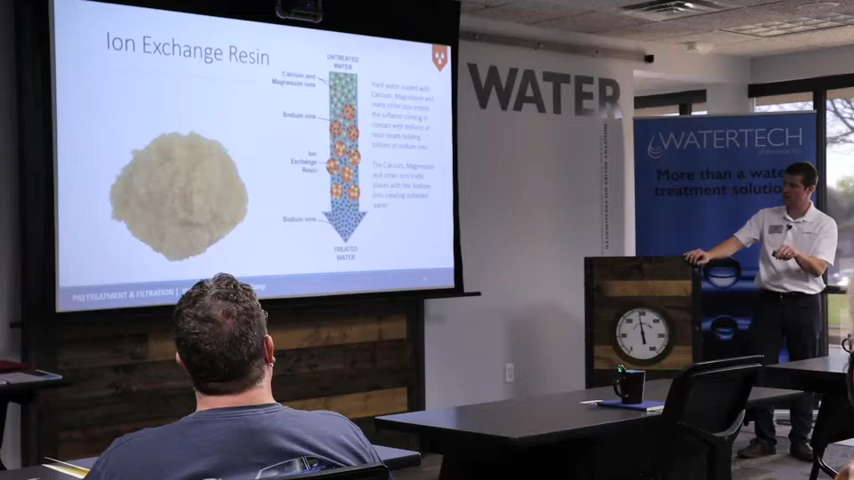 Ion Exchange Resin
UNTREATED
WATER
Calcium and
Magnesium ions
Sodium ions
Ion
Exchange
Resin
Sodium ions
TREATED
WATER
Hard water loaded with
Calcium, Magnesium and
many other ions enters
the softener coming in
contact with millions of
resin beads holding
billions of sodium ions
The Calcium, Magnesium
and other ions trade
places with the Sodium
ions creating softened
water
PRETREATMENT & FILTRATION
WATER
WATERTECH
More than a wate
treatment soluti